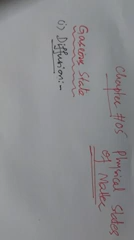 Chapter #05 Physical States
of Matter
Gaseous State
(i) Diffusion:-